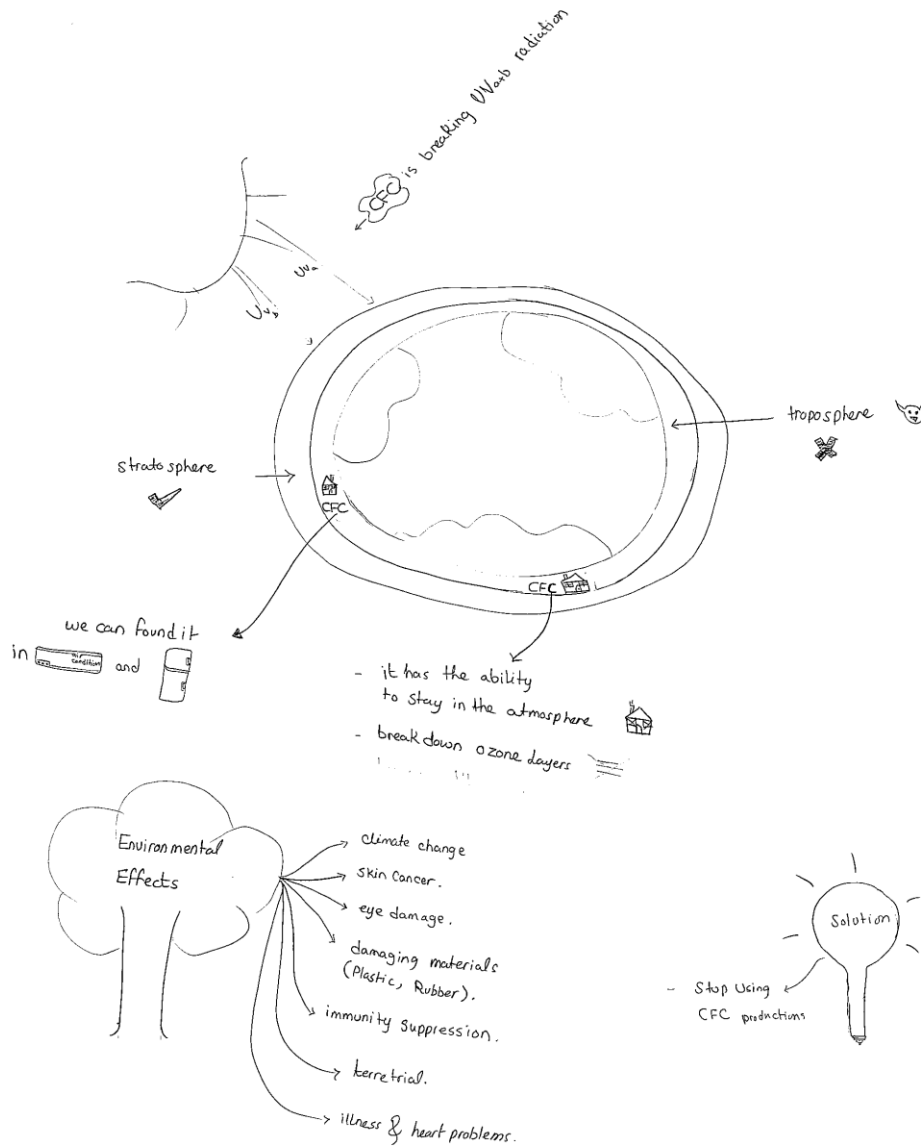 CFC is breaking UVa+b radiation
UVa
UVb
troposphere
stratosphere
CFC
CFC
we can found it
in air condition and
- it has the ability
to stay in the atmosphere
- breakdown ozone layers
Environmental
Effects
climate change
skin cancer.
eye damage.
damaging materials
(Plastic, Rubber).
immunity suppression.
terretrial.
illness & heart problems.
Solution
- Stop Using
CFC productions